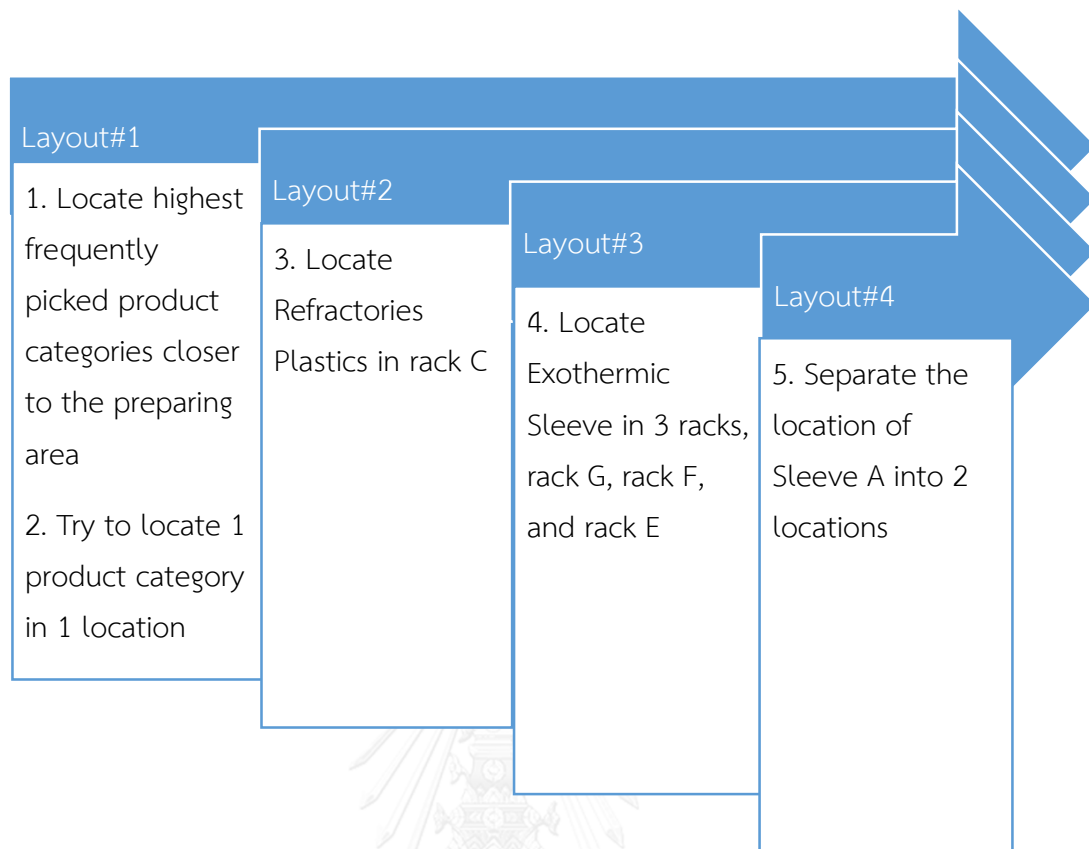 Layout#1
1. Locate highest
frequently
picked product
categories closer
to the preparing
area
2. Try to locate 1
product category
in 1 location
Layout#2
3. Locate
Refractories
Plastics in rack C
Layout#3
4. Locate
Exothermic
Sleeve in 3 racks,
rack G, rack F,
and rack E
Layout#4
5. Separate the
location of
Sleeve A into 2
locations